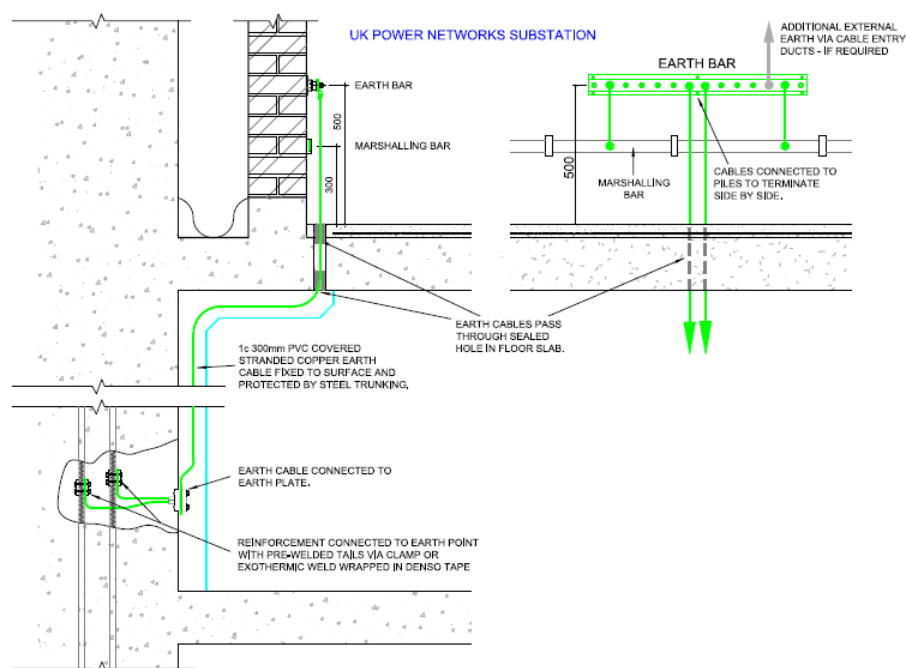 UK POWER NETWORKS SUBSTATION
ADDITIONAL EXTERNAL
EARTH VIA CABLE ENTRY
DUCTS - IF REQUIRED
EARTH BAR
EARTH BAR
500
MARSHALLING BAR
300
500
MARSHALLING
BAR
CABLES CONNECTED TO
PILES TO TERMINATE
SIDE BY SIDE.
EARTH CABLES PASS
THROUGH SEALED
HOLE IN FLOOR SLAB.
1c 300mm PVC COVERED
STRANDED COPPER EARTH
CABLE FIXED TO SURFACE AND
PROTECTED BY STEEL TRUNKING.
EARTH CABLE CONNECTED TO
EARTH PLATE.
REINFORCEMENT CONNECTED TO EARTH POINT
WITH PRE-WELDED TAILS VIA CLAMP OR
EXOTHERMIC WELD WRAPPED IN DENSO TAPE